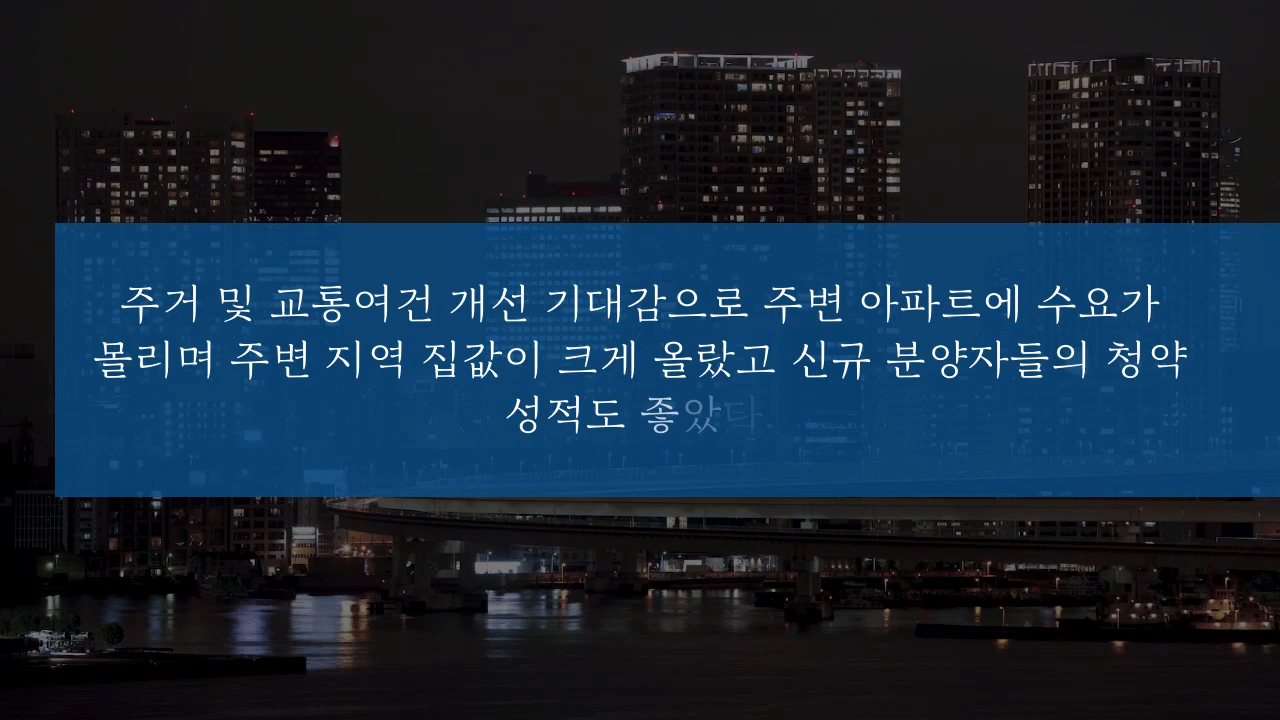 주거 및 교통여건 개선 기대감으로 주변 아파트에 수요가
몰리며 주변 지역 집값이 크게 올랐고 신규 분양자들의 청약
성적도 좋았다.